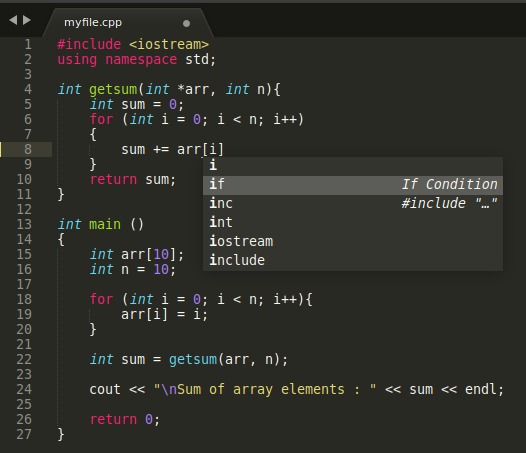 myfile.cpp
1 #include <iostream>
2 using namespace std;
3
4 int getsum(int *arr, int n){
5 int sum = 0;
6 for (int i = 0; i < n; i++)
7 {
8 sum += arr[i]
i
9 }
if If Condition
10 return sum;
inc #include "…"
11 }
int
12
iostream
13 int main ()
include
14 {
15 int arr[10];
16 int n = 10;
17
18 for (int i = 0; i < n; i++){
19 arr[i] = i;
20 }
21
22 int sum = getsum(arr, n);
23
24 cout << "\nSum of array elements : " << sum << endl;
25
26 return 0;
27 }